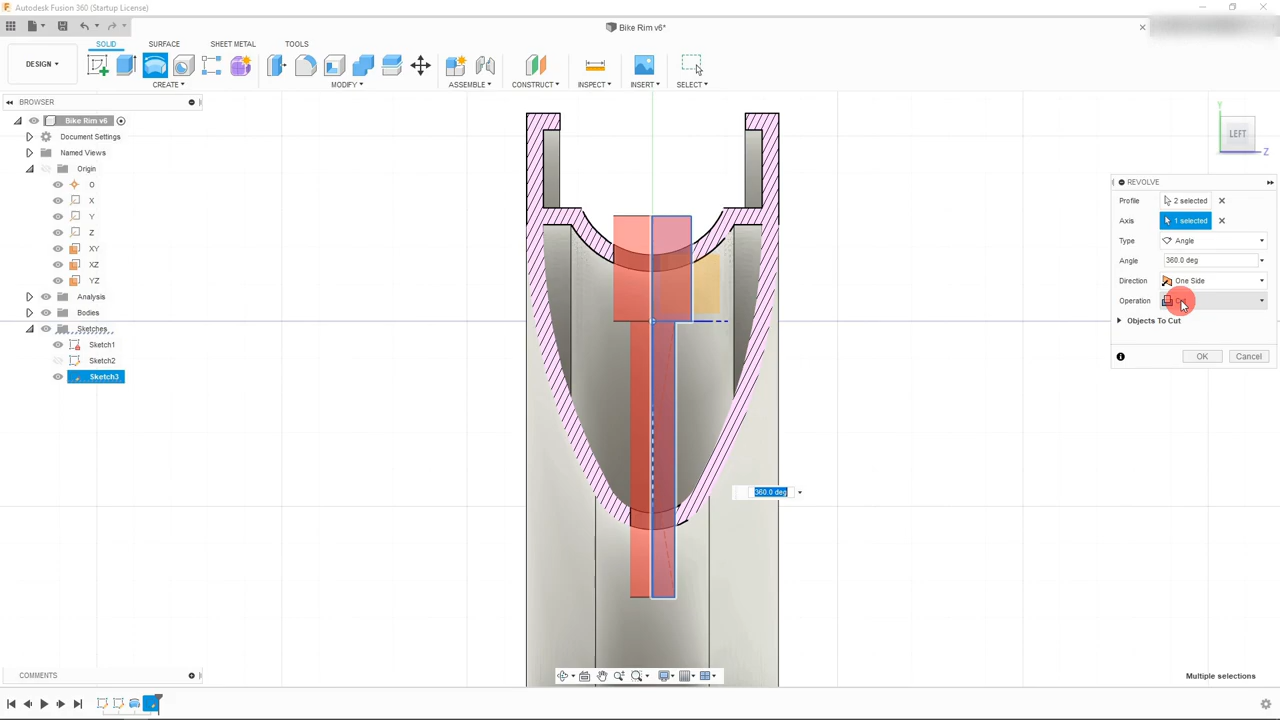 Autodesk Fusion 360 (Startup License)
Bike Rim v6*
SOLID SURFACE SHEET METAL TOOLS
DESIGN
CREATE MODIFY ASSEMBLE CONSTRUCT INSPECT INSERT SELECT
BROWSER
Bike Rim v6
Document Settings
Named Views
Origin
O
X
Y
Z
XY
XZ
YZ
Analysis
Bodies
Sketches
Sketch1
Sketch2
Sketch3
Y
LEFT
Z
REVOLVE
Profile 2 selected
Axis 1 selected
Type Angle
Angle 360.0 deg
Direction One Side
Operation
Objects To Cut
OK Cancel
360.0 deg
COMMENTS
Multiple selections